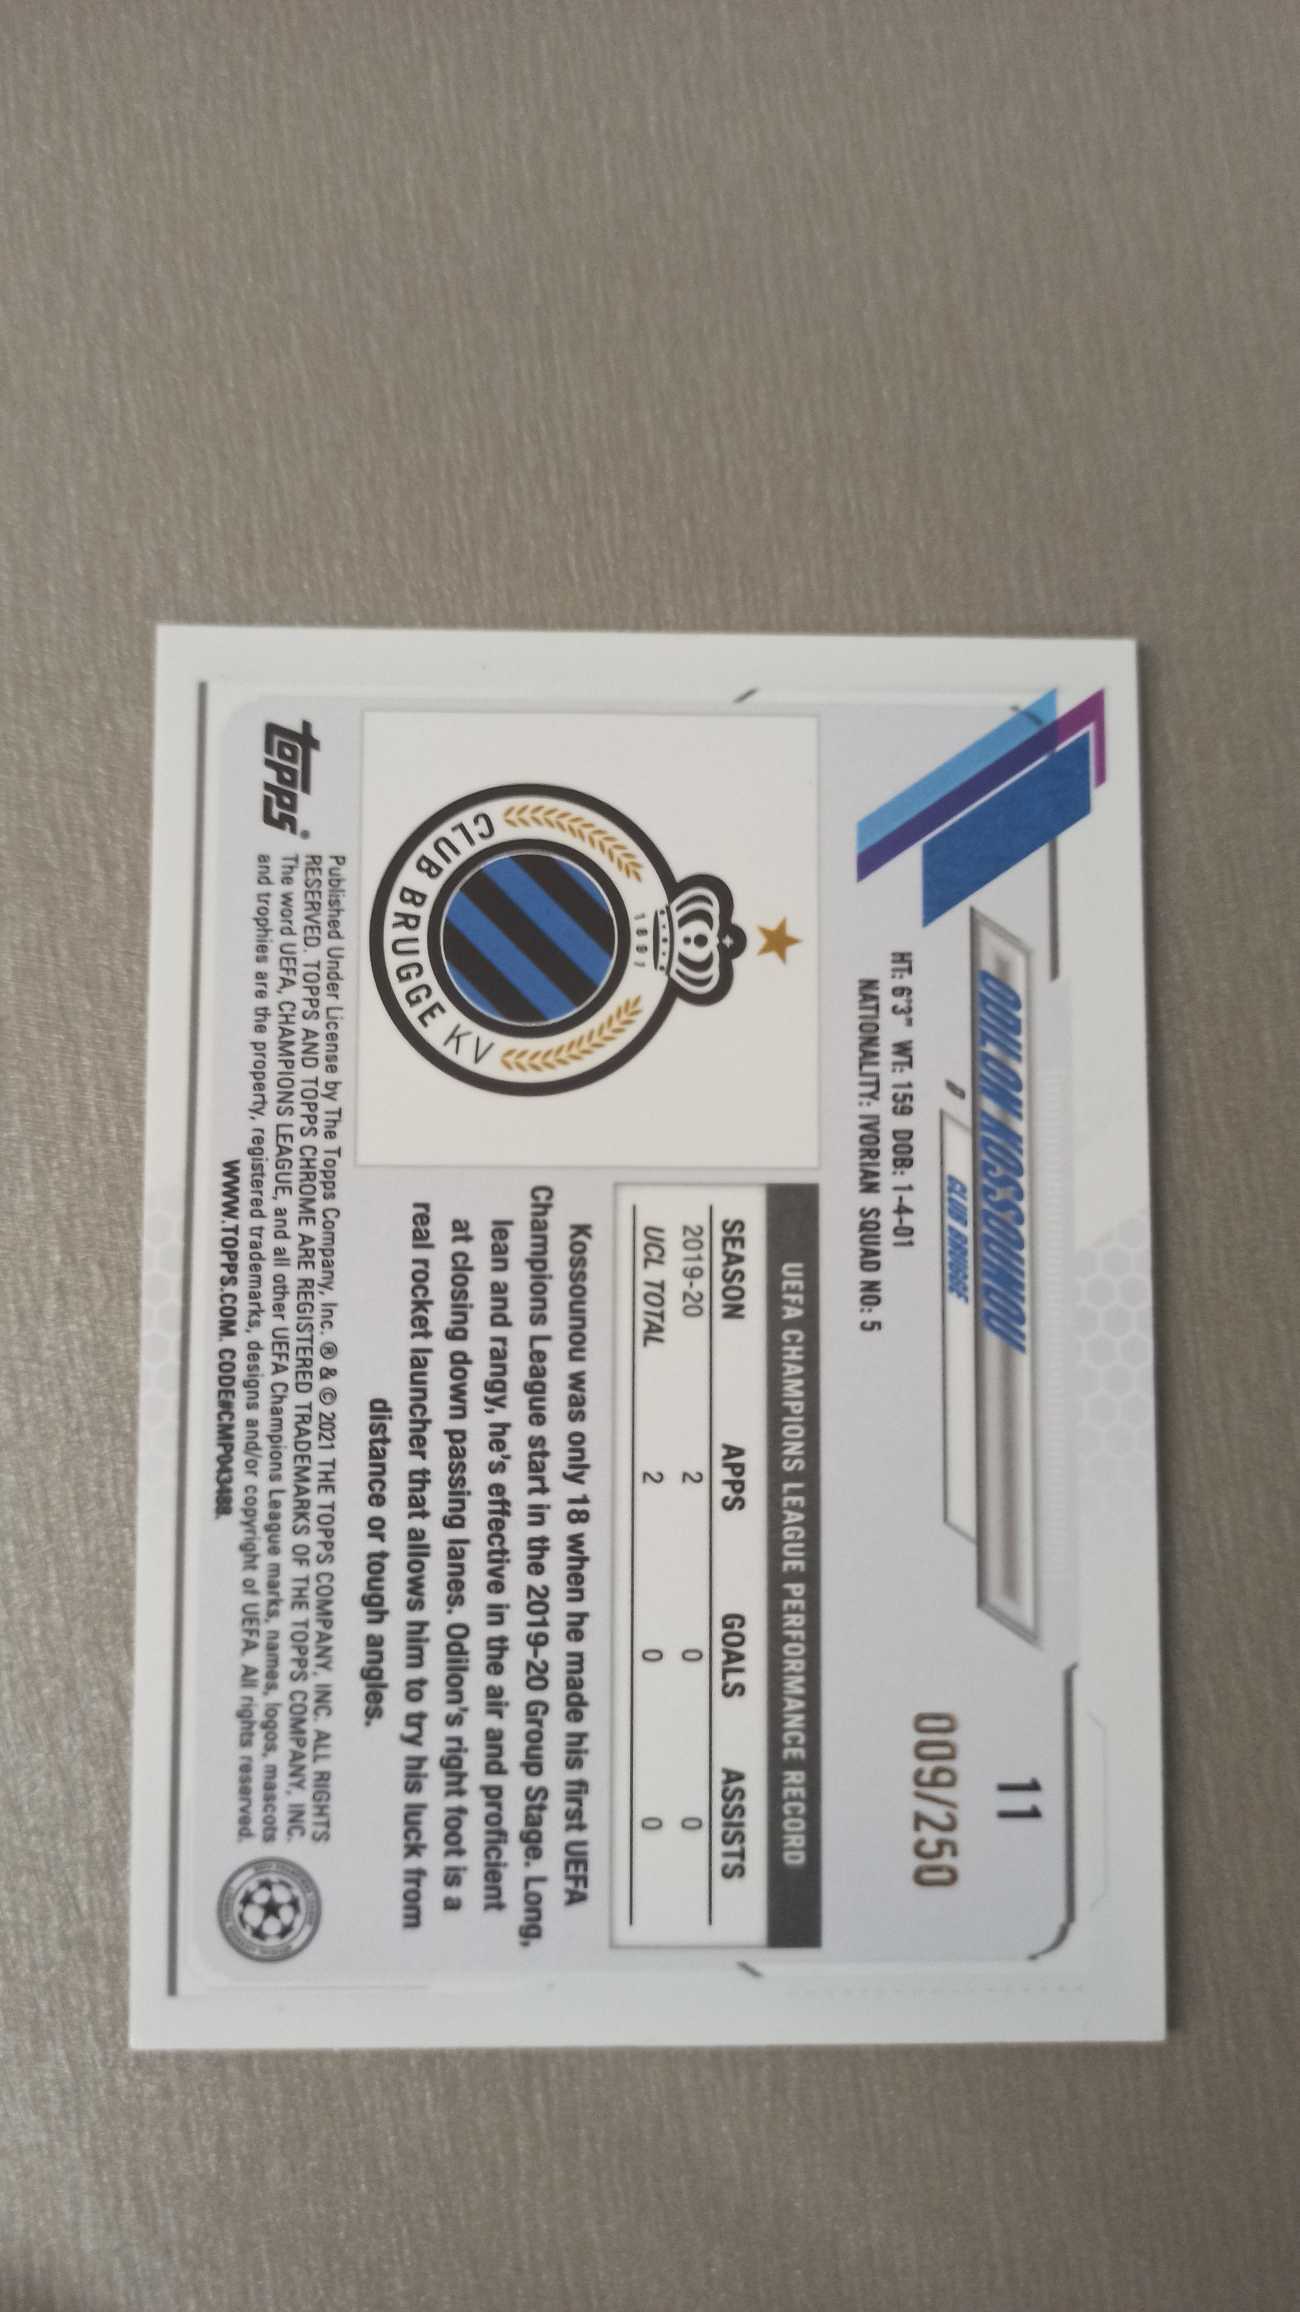 11
ODILON KOSSOUNOU
009/250
D CLUB BRUGGE
HT: 6'3" WT: 159 DOB: 1-4-01
NATIONALITY: IVORIAN SQUAD NO: 5
1891
CLUB BRUGGE KV
UEFA CHAMPIONS LEAGUE PERFORMANCE RECORD
SEASON APPS GOALS ASSISTS
2019-20 2 0 0
UCL TOTAL 2 0 0
Kossounou was only 18 when he made his first UEFA
Champions League start in the 2019-20 Group Stage. Long,
lean and rangy, he's effective in the air and proficient
at closing down passing lanes. Odilon's right foot is a
real rocket launcher that allows him to try his luck from
distance or tough angles.
topps®
Published Under License by The Topps Company, Inc. ® & © 2021 THE TOPPS COMPANY, INC. ALL RIGHTS
RESERVED. TOPPS AND TOPPS CHROME ARE REGISTERED TRADEMARKS OF THE TOPPS COMPANY, INC.
The word UEFA, CHAMPIONS LEAGUE, and all other UEFA Champions League marks, names, logos, mascots
and trophies are the property, registered trademarks, designs and/or copyright of UEFA. All rights reserved.
WWW.TOPPS.COM. CODE#CMP043488.